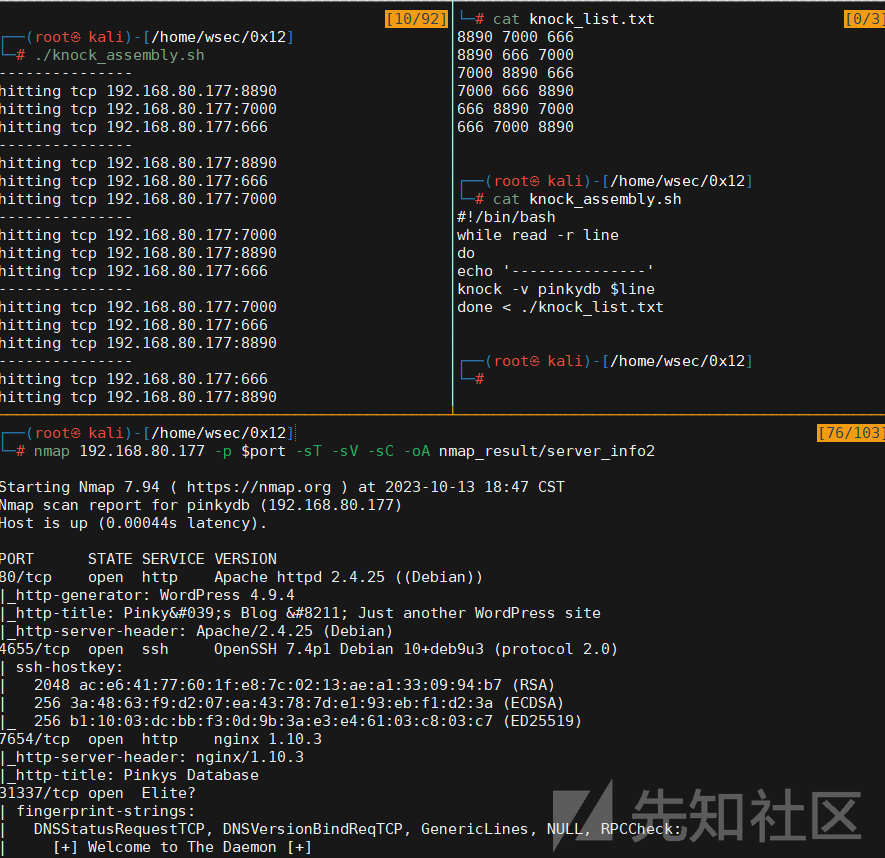 [10/92]
┌──(root㉿ kali)-[/home/wsec/0x12]
└─# ./knock_assembly.sh
---------------
hitting tcp 192.168.80.177:8890
hitting tcp 192.168.80.177:7000
hitting tcp 192.168.80.177:666
---------------
hitting tcp 192.168.80.177:8890
hitting tcp 192.168.80.177:666
hitting tcp 192.168.80.177:7000
---------------
hitting tcp 192.168.80.177:7000
hitting tcp 192.168.80.177:8890
hitting tcp 192.168.80.177:666
---------------
hitting tcp 192.168.80.177:7000
hitting tcp 192.168.80.177:666
hitting tcp 192.168.80.177:8890
---------------
hitting tcp 192.168.80.177:666
hitting tcp 192.168.80.177:8890
└─# cat knock_list.txt
[0/3]
8890 7000 666
8890 666 7000
7000 8890 666
7000 666 8890
666 8890 7000
666 7000 8890
┌──(root㉿ kali)-[/home/wsec/0x12]
└─# cat knock_assembly.sh
#!/bin/bash
while read -r line
do
echo '---------------'
knock -v pinkydb $line
done < ./knock_list.txt
┌──(root㉿ kali)-[/home/wsec/0x12]
└─#
┌──(root㉿ kali)-[/home/wsec/0x12]
[76/103]
└─# nmap 192.168.80.177 -p $port -sT -sV -sC -oA nmap_result/server_info2
Starting Nmap 7.94 ( https://nmap.org ) at 2023-10-13 18:47 CST
Nmap scan report for pinkydb (192.168.80.177)
Host is up (0.00044s latency).
PORT      STATE SERVICE VERSION
80/tcp    open  http    Apache httpd 2.4.25 ((Debian))
|_http-generator: WordPress 4.9.4
|_http-title: Pinky&#039;s Blog &#8211; Just another WordPress site
|_http-server-header: Apache/2.4.25 (Debian)
4655/tcp  open  ssh     OpenSSH 7.4p1 Debian 10+deb9u3 (protocol 2.0)
| ssh-hostkey:
|   2048 ac:e6:41:77:60:1f:e8:7c:02:13:ae:a1:33:09:94:b7 (RSA)
|   256 3a:48:63:f9:d2:07:ea:43:78:7d:e1:93:eb:f1:d2:3a (ECDSA)
|_  256 b1:10:03:dc:bb:f3:0d:9b:3a:e3:e4:61:03:c8:03:c7 (ED25519)
7654/tcp  open  http    nginx 1.10.3
|_http-server-header: nginx/1.10.3
|_http-title: Pinkys Database
31337/tcp open  Elite?
| fingerprint-strings:
|   DNSStatusRequestTCP, DNSVersionBindReqTCP, GenericLines, NULL, RPCCheck:
|     [+] Welcome to The Daemon [+]
先知社区